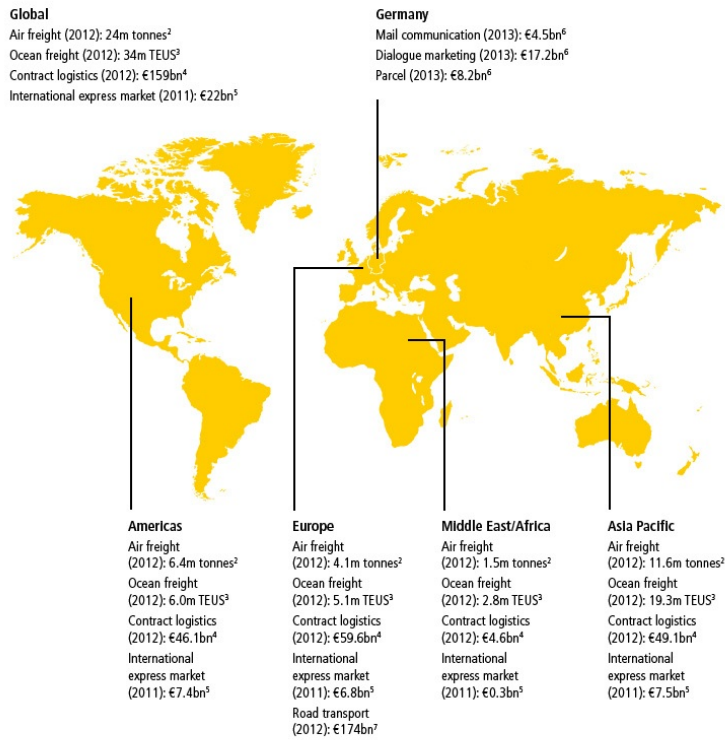 Global
Air freight (2012): 24m tonnes²
Ocean freight (2012): 34m TEUS³
Contract logistics (2012): €159bn⁴
International express market (2011): €22bn⁵
Germany
Mail communication (2013): €4.5bn⁶
Dialogue marketing (2013): €17.2bn⁶
Parcel (2013): €8.2bn⁶
Americas
Air freight
(2012): 6.4m tonnes²
Ocean freight
(2012): 6.0m TEUS³
Contract logistics
(2012): €46.1bn⁴
International
express market
(2011): €7.4bn⁵
Europe
Air freight
(2012): 4.1m tonnes²
Ocean freight
(2012): 5.1m TEUS³
Contract logistics
(2012): €59.6bn⁴
International
express market
(2011): €6.8bn⁵
Road transport
(2012): €174bn⁷
Middle East/Africa
Air freight
(2012): 1.5m tonnes²
Ocean freight
(2012): 2.8m TEUS³
Contract logistics
(2012): €4.6bn⁴
International
express market
(2011): €0.3bn⁵
Asia Pacific
Air freight
(2012): 11.6m tonnes²
Ocean freight
(2012): 19.3m TEUS³
Contract logistics
(2012): €49.1bn⁴
International
express market
(2011): €7.5bn⁵